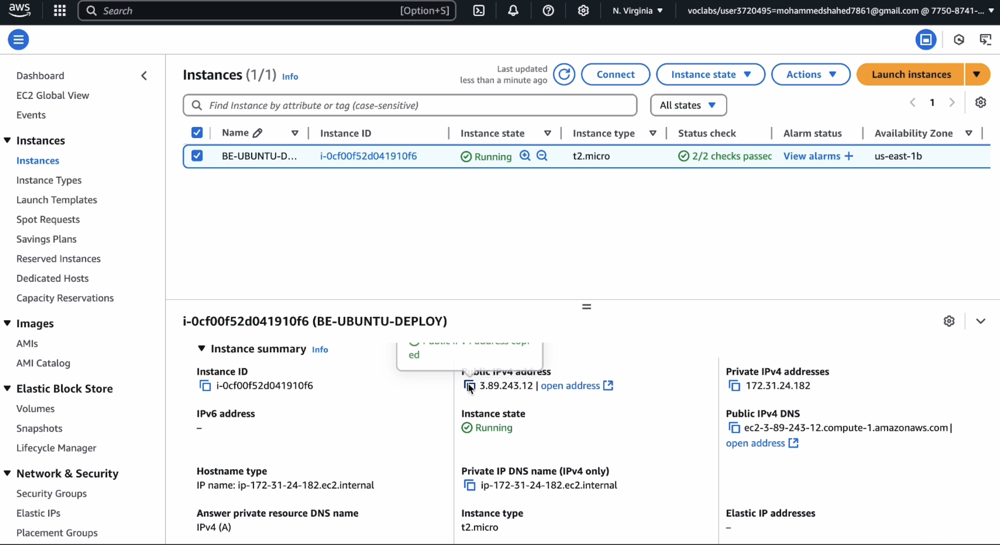 aws
Search [Option+S]
N. Virginia
voclabs/user3720495=mohammedshahed7861@gmail.com @ 7750-8741-...
Dashboard
EC2 Global View
Events
Instances
Instances
Instance Types
Launch Templates
Spot Requests
Savings Plans
Reserved Instances
Dedicated Hosts
Capacity Reservations
Images
AMIs
AMI Catalog
Elastic Block Store
Volumes
Snapshots
Lifecycle Manager
Network & Security
Security Groups
Elastic IPs
Placement Groups
Instances (1/1) Info
Last updated
less than a minute ago
Connect
Instance state
Actions
Launch instances
Find Instance by attribute or tag (case-sensitive)
All states
1
Name Instance ID Instance state Instance type Status check Alarm status Availability Zone
BE-UBUNTU-D... i-0cf00f52d041910f6 Running t2.micro 2/2 checks passec View alarms + us-east-1b
i-0cf00f52d041910f6 (BE-UBUNTU-DEPLOY)
Instance summary Info
Public IPv4 address copi
ed
Instance ID
i-0cf00f52d041910f6
Public IPv4 address
3.89.243.12 | open address
Private IPv4 addresses
172.31.24.182
IPv6 address
–
Instance state
Running
Public IPv4 DNS
ec2-3-89-243-12.compute-1.amazonaws.com |
open address
Hostname type
IP name: ip-172-31-24-182.ec2.internal
Private IP DNS name (IPv4 only)
ip-172-31-24-182.ec2.internal
Answer private resource DNS name
IPv4 (A)
Instance type
t2.micro
Elastic IP addresses
–